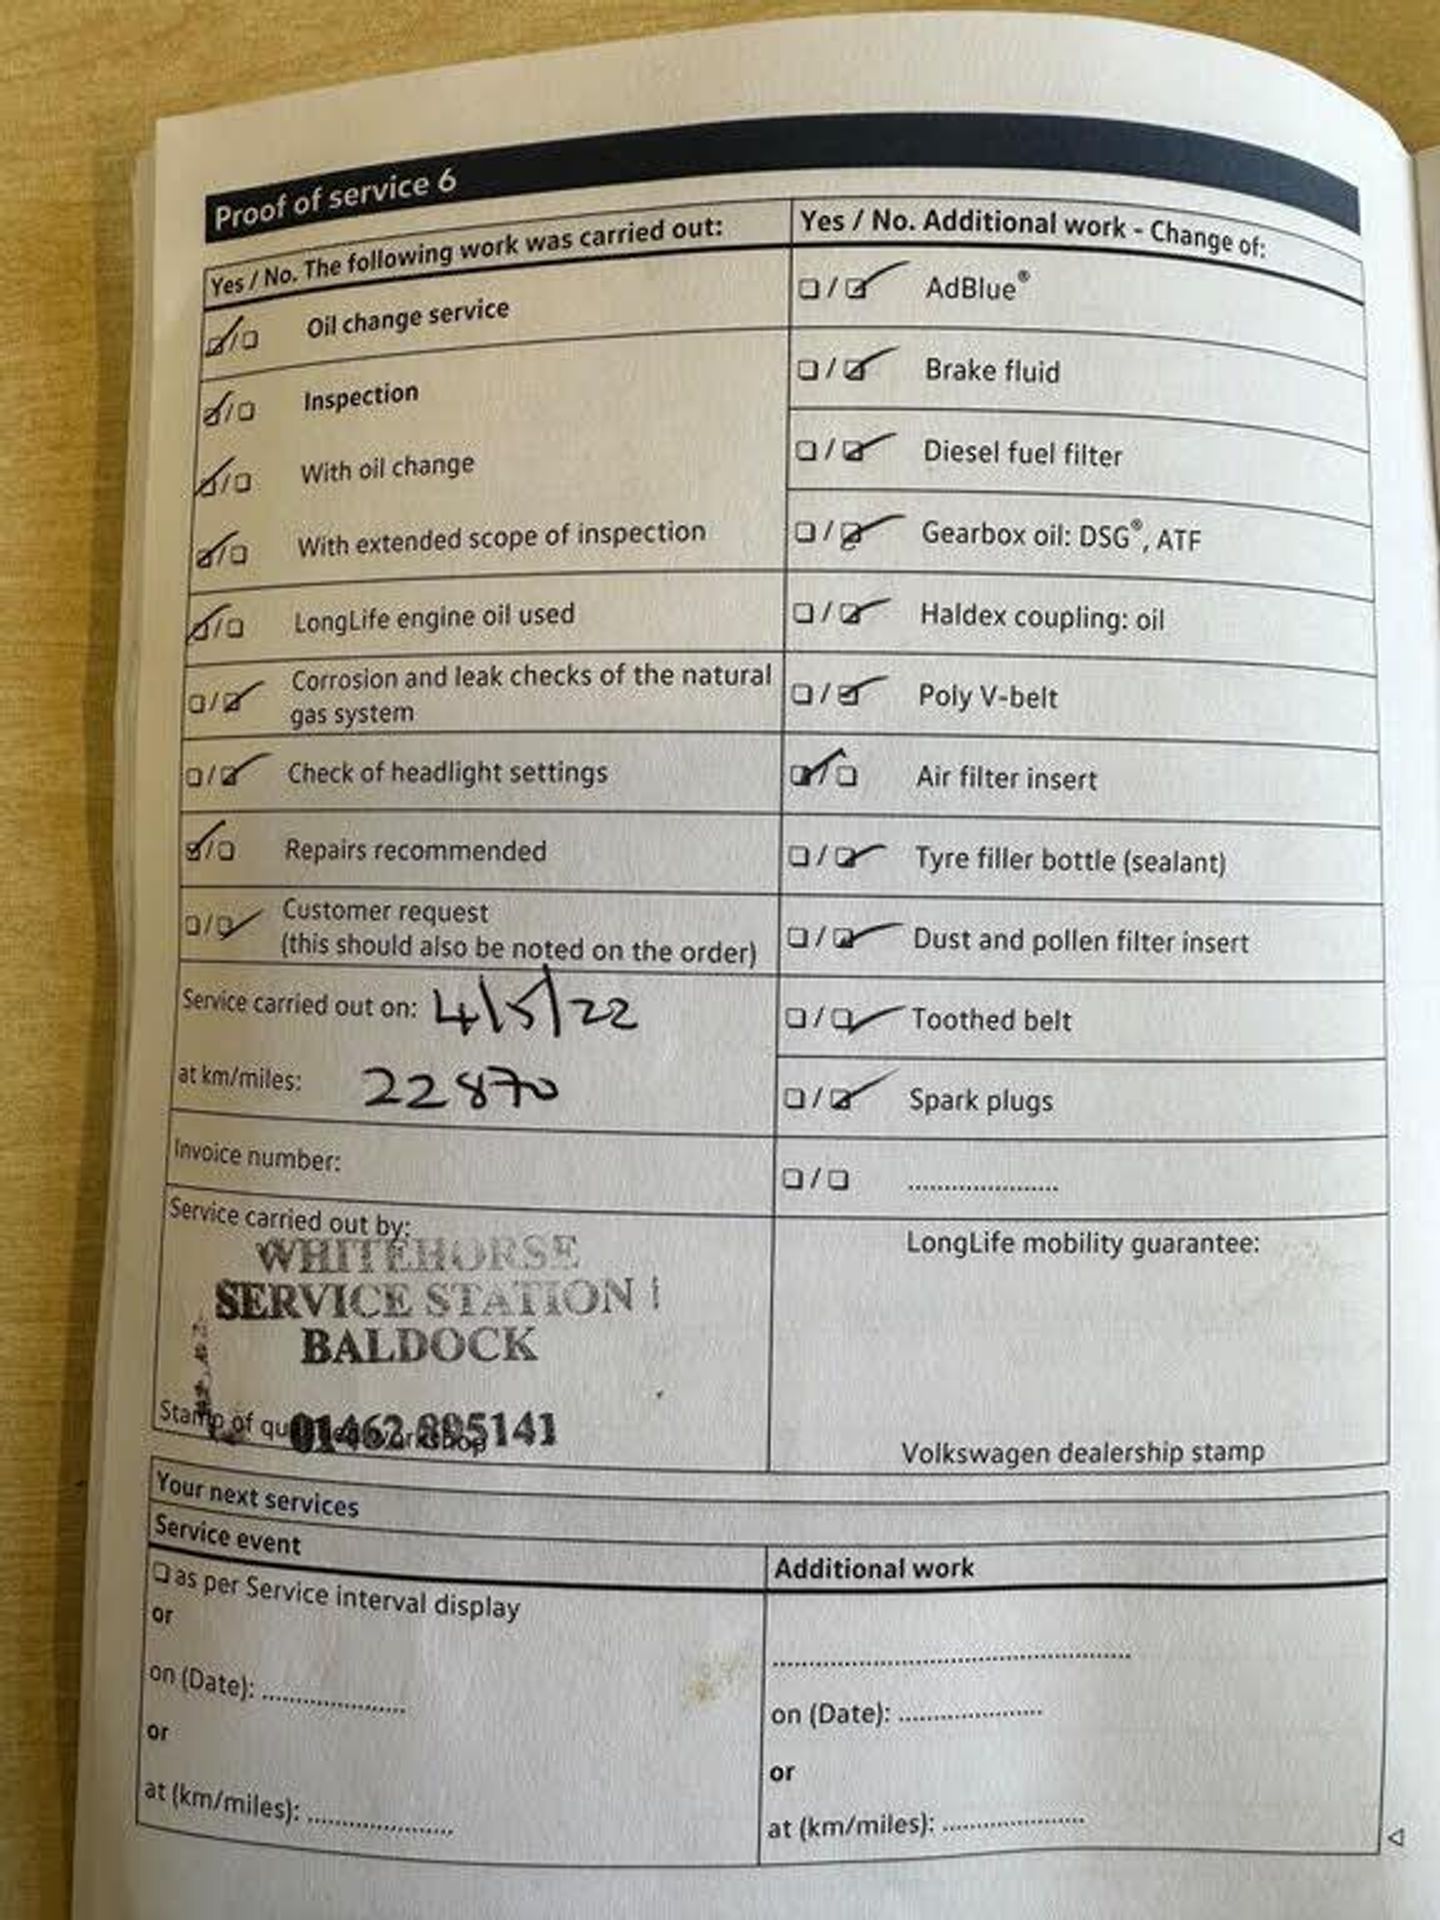 Proof of service 6
Yes / No. The following work was carried out:
Oil change service
Inspection
With oil change
With extended scope of inspection
LongLife engine oil used
Corrosion and leak checks of the natural
gas system
Check of headlight settings
Repairs recommended
Customer request
(this should also be noted on the order)
Service carried out on: 4/5/22
at km/miles: 22870
Invoice number:
Service carried out by:
WHITEHORSE
SERVICE STATION
BALDOCK
01462 895141
Stamp of
Yes / No. Additional work - Change of:
AdBlue®
Brake fluid
Diesel fuel filter
Gearbox oil: DSG®, ATF
Haldex coupling: oil
Poly V-belt
Air filter insert
Tyre filler bottle (sealant)
Dust and pollen filter insert
Toothed belt
Spark plugs
LongLife mobility guarantee:
Volkswagen dealership stamp
Your next services
Service event
as per Service interval display
or
on (Date):
or
at (km/miles):
Additional work
on (Date):
or
at (km/miles):